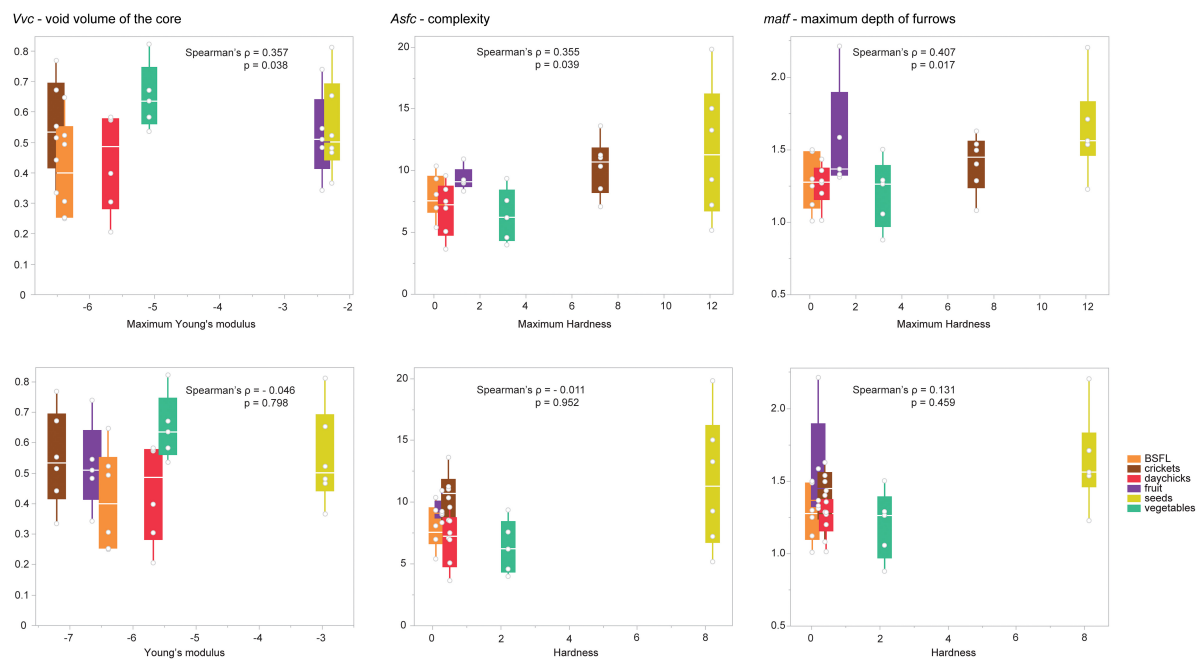 Vvc - void volume of the core
Asfc - complexity
matf - maximum depth of furrows
Spearman's ρ = 0.357
p = 0.038
0.8
0.7
0.6
0.5
0.4
0.3
0.2
0.1
0
-6
-5
-4
-3
-2
Maximum Young's modulus
Spearman's ρ = 0.355
p = 0.039
20
15
10
5
0
0
2
4
6
8
10
12
Maximum Hardness
Spearman's ρ = 0.407
p = 0.017
2.0
1.5
1.0
0.5
0
2
4
6
8
10
12
Maximum Hardness
Spearman's ρ = - 0.046
p = 0.798
0.8
0.7
0.6
0.5
0.4
0.3
0.2
0.1
0
-7
-6
-5
-4
-3
Young's modulus
Spearman's ρ = - 0.011
p = 0.952
20
15
10
5
0
0
2
4
6
8
Hardness
Spearman's ρ = 0.131
p = 0.459
2.0
1.5
1.0
0.5
0
2
4
6
8
Hardness
BSFL
crickets
daychicks
fruit
seeds
vegetables